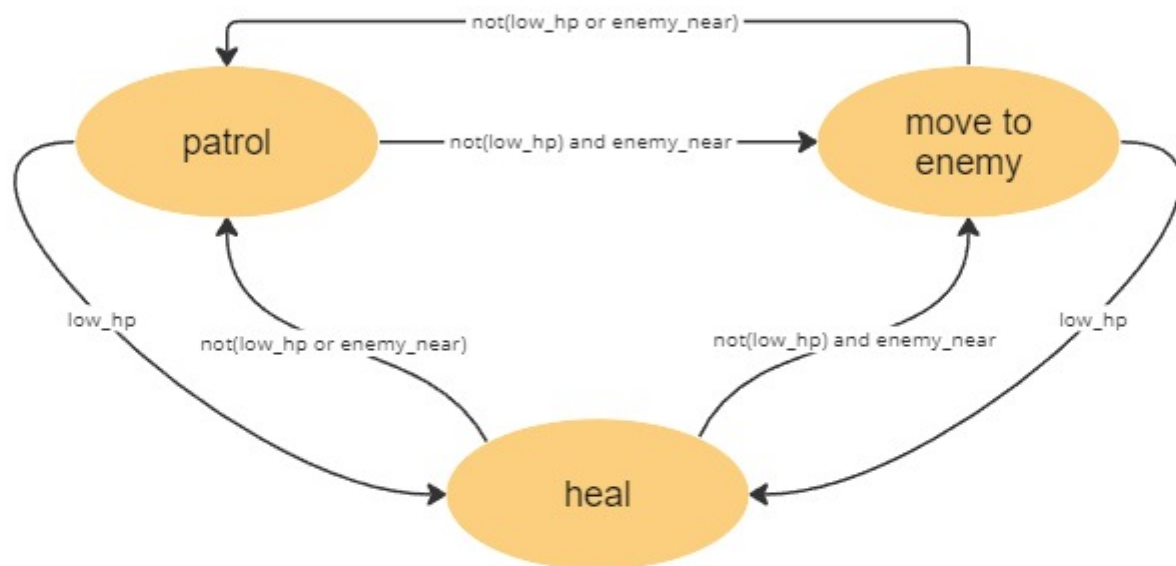 not(low_hp or enemy_near)
patrol
not(low_hp) and enemy_near
move to
enemy
low_hp
not(low_hp or enemy_near)
not(low_hp) and enemy_near
low_hp
heal